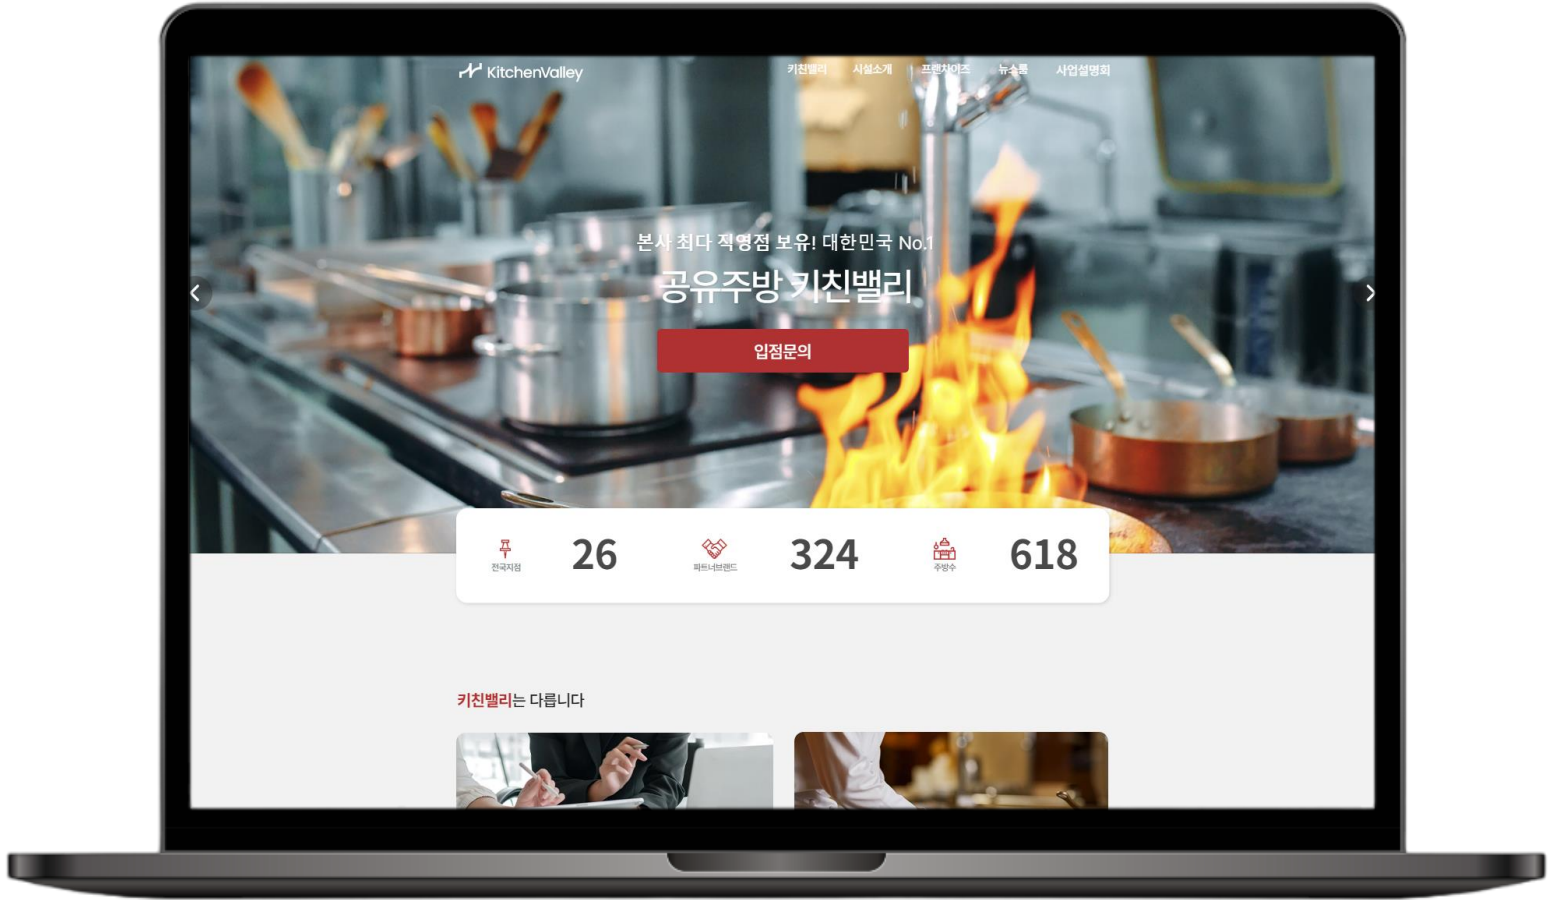 KitchenValley
키친밸리 시설소개 프랜차이즈 뉴스룸 사업설명회
본사 최다 직영점 보유! 대한민국 No.1
공유주방 키친밸리
입점문의
전국지점 26 파트너브랜드 324 주방수 618
키친밸리는 다릅니다